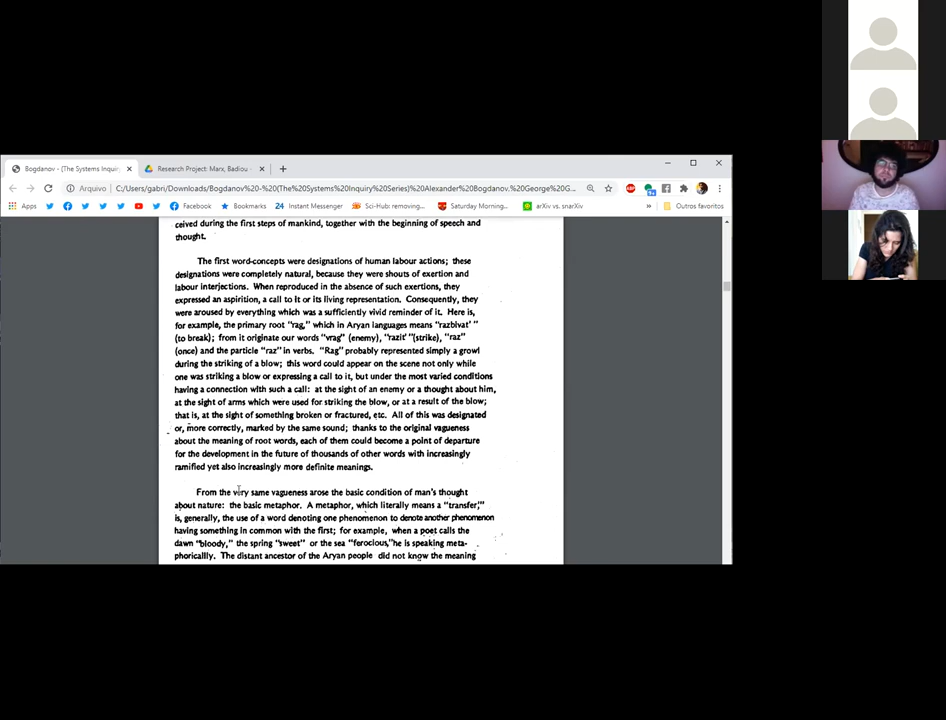 Bogdanov - (The Systems Inquiry
Research Project: Marx, Badiou -
Arquivo
C:/Users/gabri/Downloads/Bogdanov%20-%20(The%20Systems%20Inquiry%20Series)%20Alexander%20Bogdanov,%20George%20G...
Apps
Facebook
Bookmarks
24 Instant Messenger
Sci-Hub: removing...
Saturday Morning...
arXiv vs. snarXiv
»
Outros favoritos
ceived during the first steps of mankind, together with the beginning of speech and
thought.
The first word-concepts were designations of human labour actions; these
designations were completely natural, because they were shouts of exertion and
labour interjections. When reproduced in the absence of such exertions, they
expressed an aspiration, a call to it or its living representation. Consequently, they
were aroused by everything which was a sufficiently vivid reminder of it. Here is,
for example, the primary root "rag," which in Aryan languages means "razbivat'"
(to break); from it originate our words "vrag" (enemy), "razit'"(strike), "raz"
(once) and the particle "raz" in verbs. "Rag" probably represented simply a growl
during the striking of a blow; this word could appear on the scene not only while
one was striking a blow or expressing a call to it, but under the most varied conditions
having a connection with such a call: at the sight of an enemy or a thought about him,
at the sight of arms which were used for striking the blow, or at a result of the blow;
that is, at the sight of something broken or fractured, etc. All of this was designated
or, more correctly, marked by the same sound; thanks to the original vagueness
about the meaning of root words, each of them could become a point of departure
for the development in the future of thousands of other words with increasingly
ramified yet also increasingly more definite meanings.
From the very same vagueness arose the basic condition of man's thought
about nature: the basic metaphor. A metaphor, which literally means a "transfer,"
is, generally, the use of a word denoting one phenomenon to denote another phenomenon
having something in common with the first; for example, when a poet calls the
dawn "bloody," the spring "sweet" or the sea "ferocious,"he is speaking meta-
phorically. The distant ancestor of the Aryan people did not know the meaning